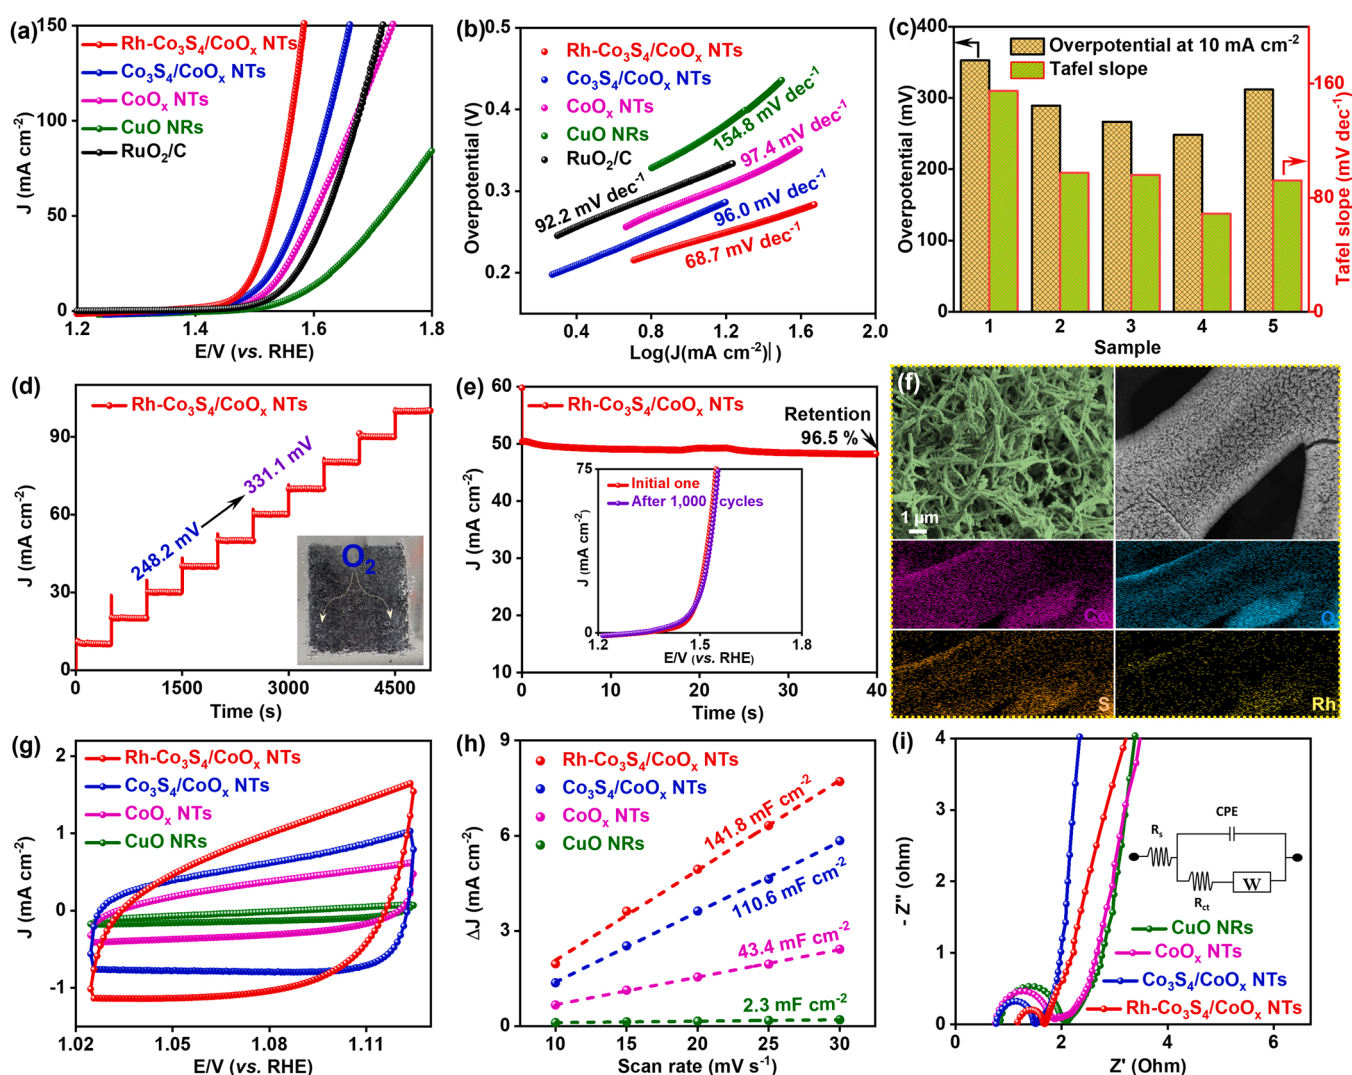 (a)
150
100
50
0
1.2
1.4
1.6
1.8
J (mA cm⁻²)
E/V (vs. RHE)
Rh-Co₃S₄/CoOₓ NTs
Co₃S₄/CoOₓ NTs
CoOₓ NTs
CuO NRs
RuO₂/C
(b)
0.5
0.4
0.3
0.2
0.4
0.8
1.2
1.6
2.0
Overpotential (V)
Log(J(mA cm⁻²)|
Rh-Co₃S₄/CoOₓ NTs
Co₃S₄/CoOₓ NTs
CoOₓ NTs
CuO NRs
RuO₂/C
154.8 mV dec⁻¹
97.4 mV dec⁻¹
92.2 mV dec⁻¹
96.0 mV dec⁻¹
68.7 mV dec⁻¹
(c)
400
300
200
100
0
160
80
0
1
2
3
4
5
Overpotential (mV)
Sample
Tafel slope (mV dec⁻¹)
Overpotential at 10 mA cm⁻²
Tafel slope
(d)
Rh-Co₃S₄/CoOₓ NTs
90
60
30
0
0
1500
3000
4500
J (mA cm⁻²)
Time (s)
248.2 mV
331.1 mV
O₂
(e)
60
50
40
30
20
10
0
10
20
30
40
J (mA cm⁻²)
Time (s)
Rh-Co₃S₄/CoOₓ NTs
Retention
96.5 %
75
0
1.2
1.5
1.8
J (mA cm⁻²)
E/V (vs. RHE)
Initial one
After 1,000 cycles
(f)
1 μm
Co
O
S
Rh
(g)
2
1
0
-1
1.02
1.05
1.08
1.11
J (mA cm⁻²)
E/V (vs. RHE)
Rh-Co₃S₄/CoOₓ NTs
Co₃S₄/CoOₓ NTs
CoOₓ NTs
CuO NRs
(h)
9
6
3
0
10
15
20
25
30
ΔJ (mA cm⁻²)
Scan rate (mV s⁻¹)
Rh-Co₃S₄/CoOₓ NTs
Co₃S₄/CoOₓ NTs
CoOₓ NTs
CuO NRs
141.8 mF cm⁻²
110.6 mF cm⁻²
43.4 mF cm⁻²
2.3 mF cm⁻²
(i)
4
3
2
1
0
0
2
4
6
- Z'' (ohm)
Z' (Ohm)
CPE
Rₛ
R꜀ₜ
W
CuO NRs
CoOₓ NTs
Co₃S₄/CoOₓ NTs
Rh-Co₃S₄/CoOₓ NTs